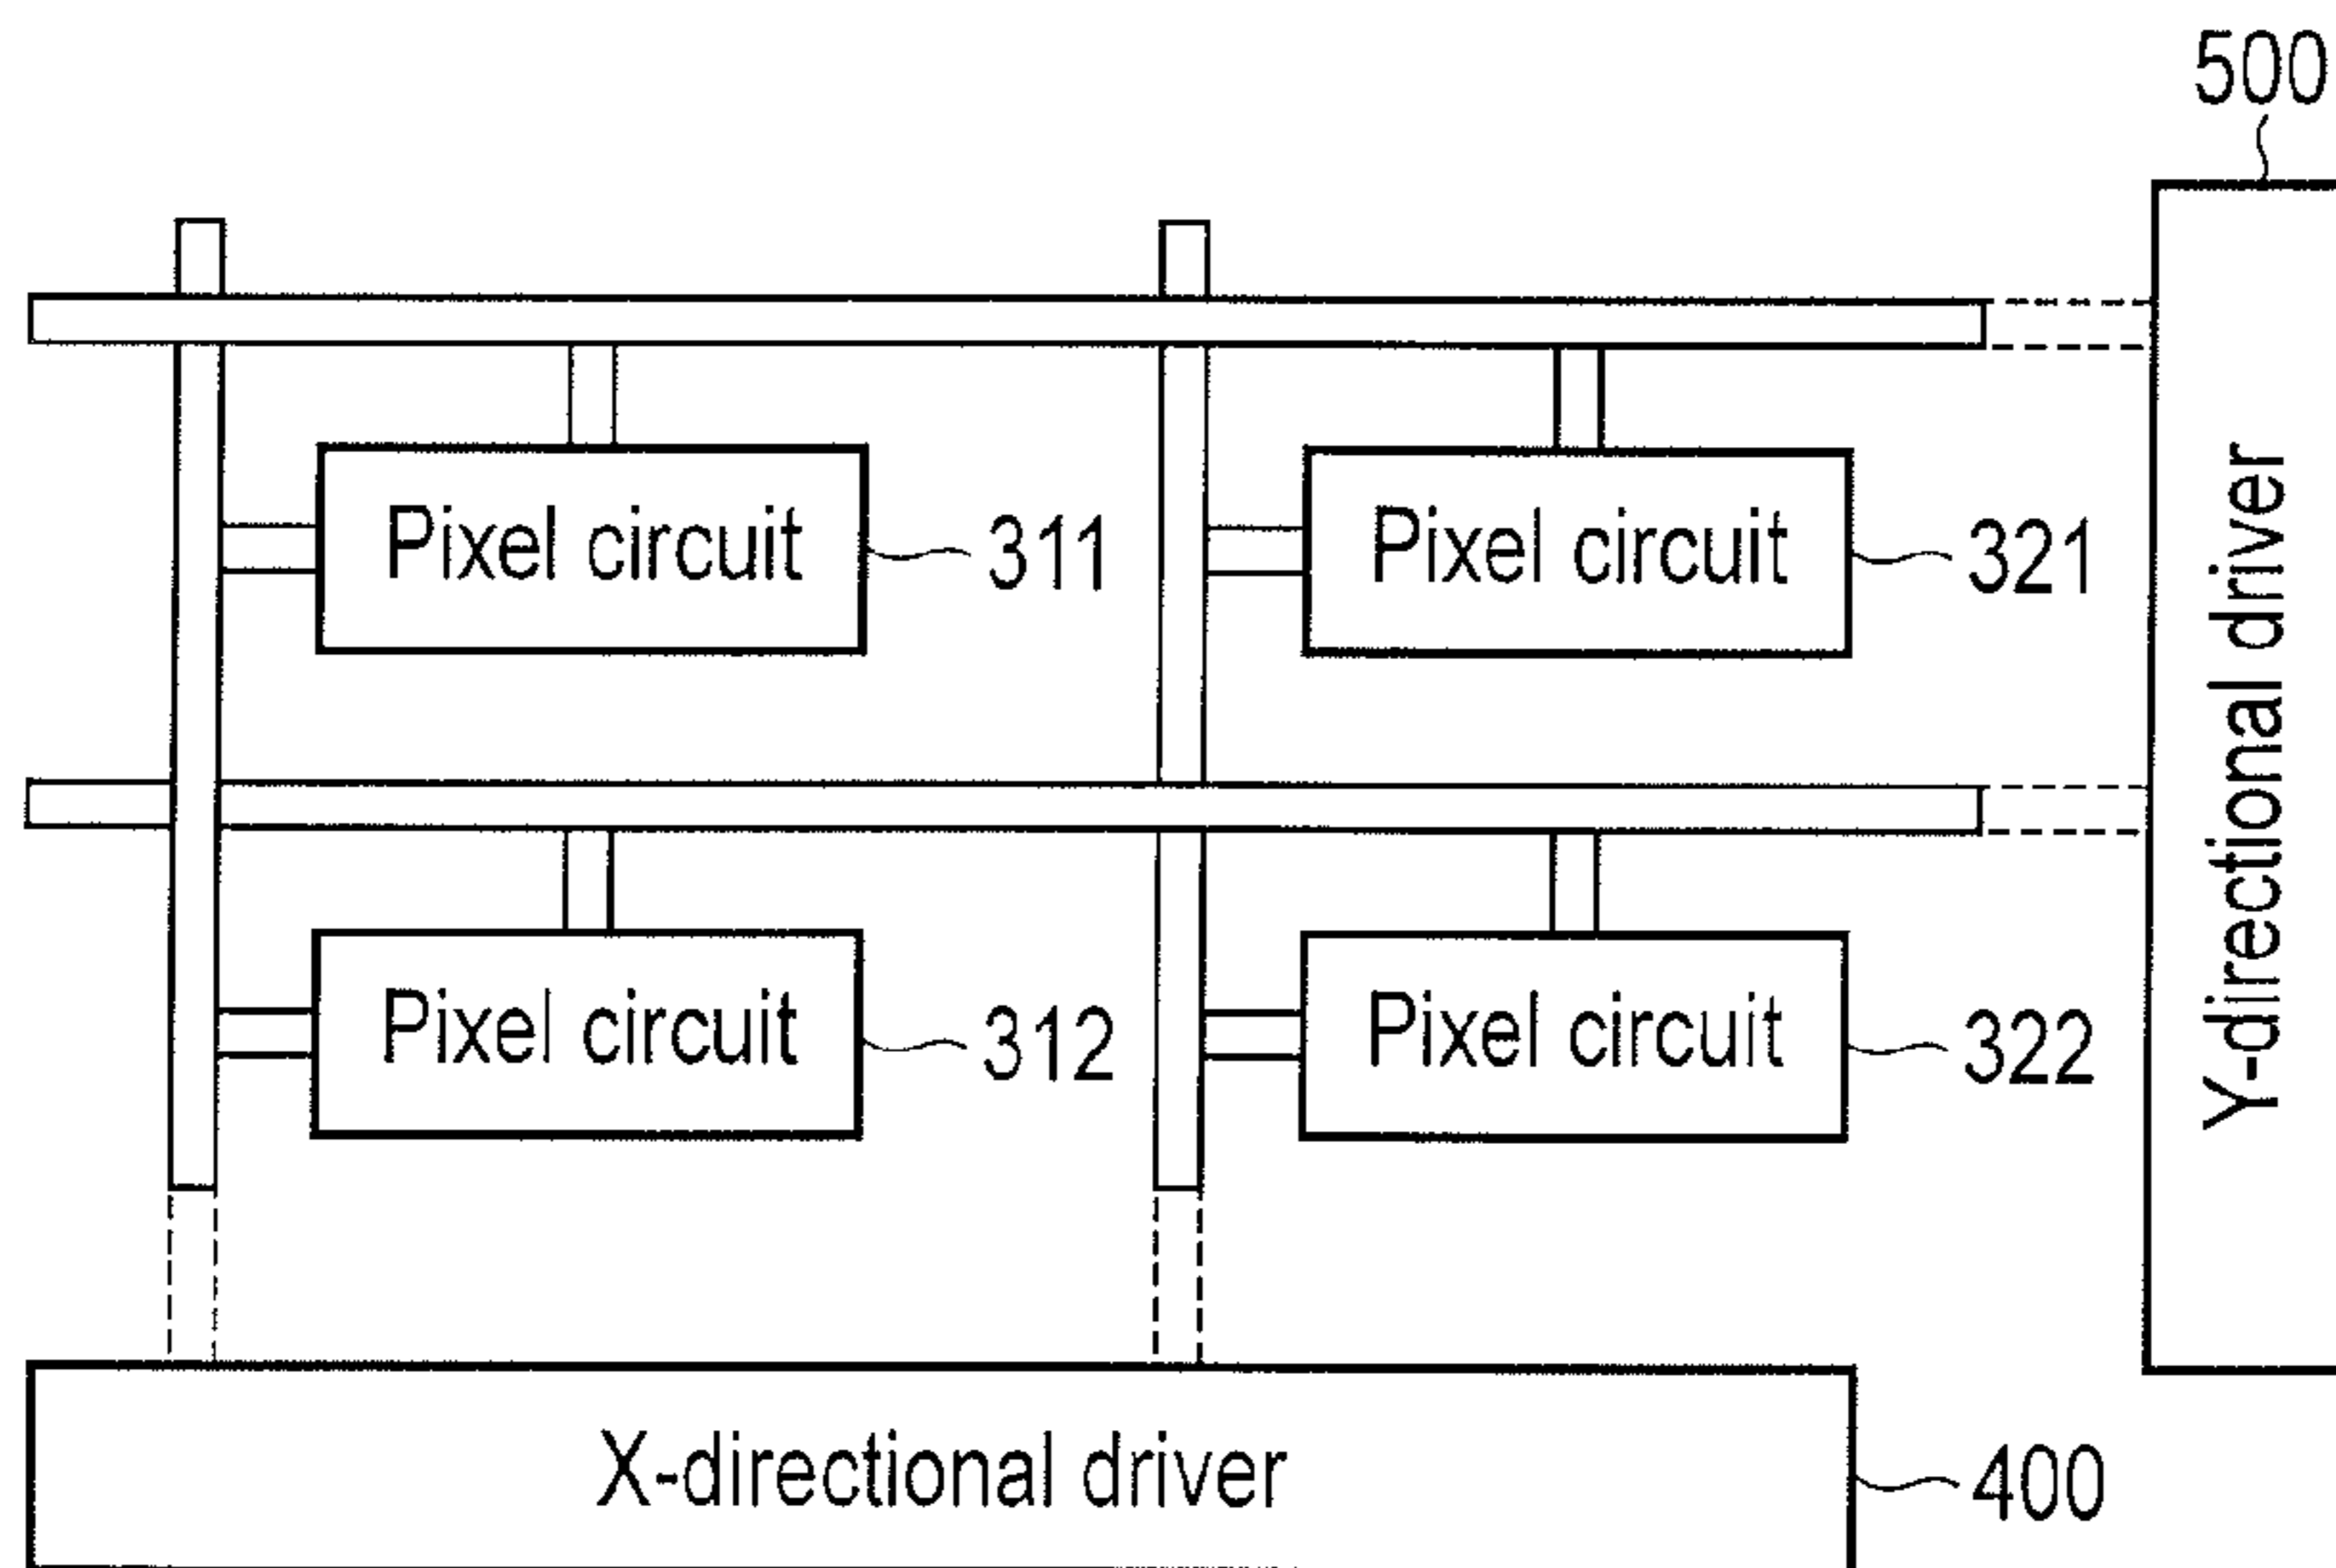 500
Pixel circuit
311
Pixel circuit
321
Y-directional driver
Pixel circuit
312
Pixel circuit
322
X-directional driver
400